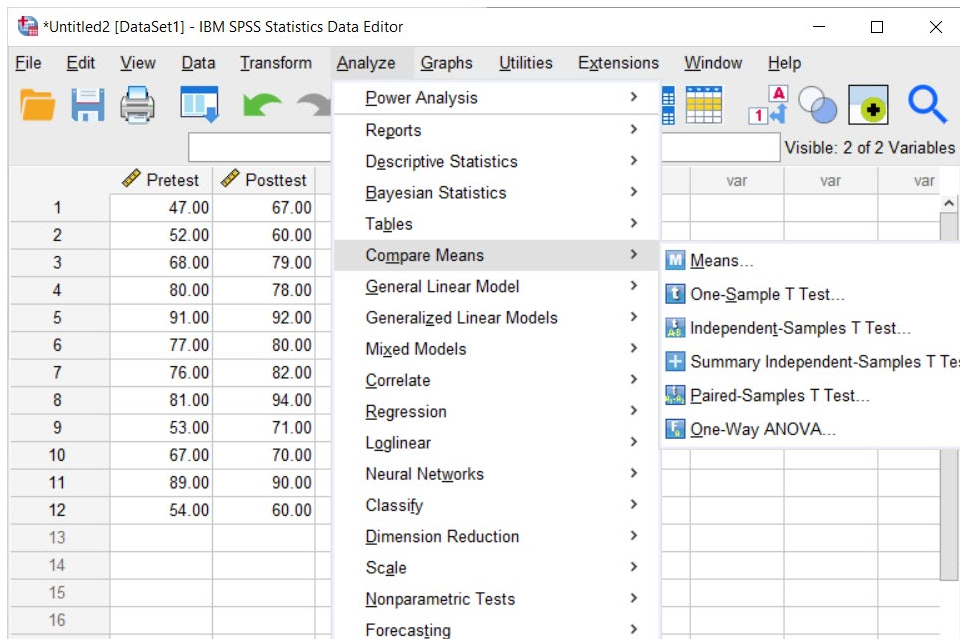 *Untitled2 [DataSet1] - IBM SPSS Statistics Data Editor
File Edit View Data Transform Analyze Graphs Utilities Extensions Window Help
Power Analysis
A
1
Visible: 2 of 2 Variables
Reports
Descriptive Statistics
Bayesian Statistics
Tables
Compare Means
General Linear Model
Generalized Linear Models
Mixed Models
Correlate
Regression
Loglinear
Neural Networks
Classify
Dimension Reduction
Scale
Nonparametric Tests
Forecasting
M Means...
t One-Sample T Test...
Independent-Samples T Test...
Summary Independent-Samples T Te
Paired-Samples T Test...
One-Way ANOVA...
Pretest Posttest var var var
1 47.00 67.00
2 52.00 60.00
3 68.00 79.00
4 80.00 78.00
5 91.00 92.00
6 77.00 80.00
7 76.00 82.00
8 81.00 94.00
9 53.00 71.00
10 67.00 70.00
11 89.00 90.00
12 54.00 60.00
13
14
15
16